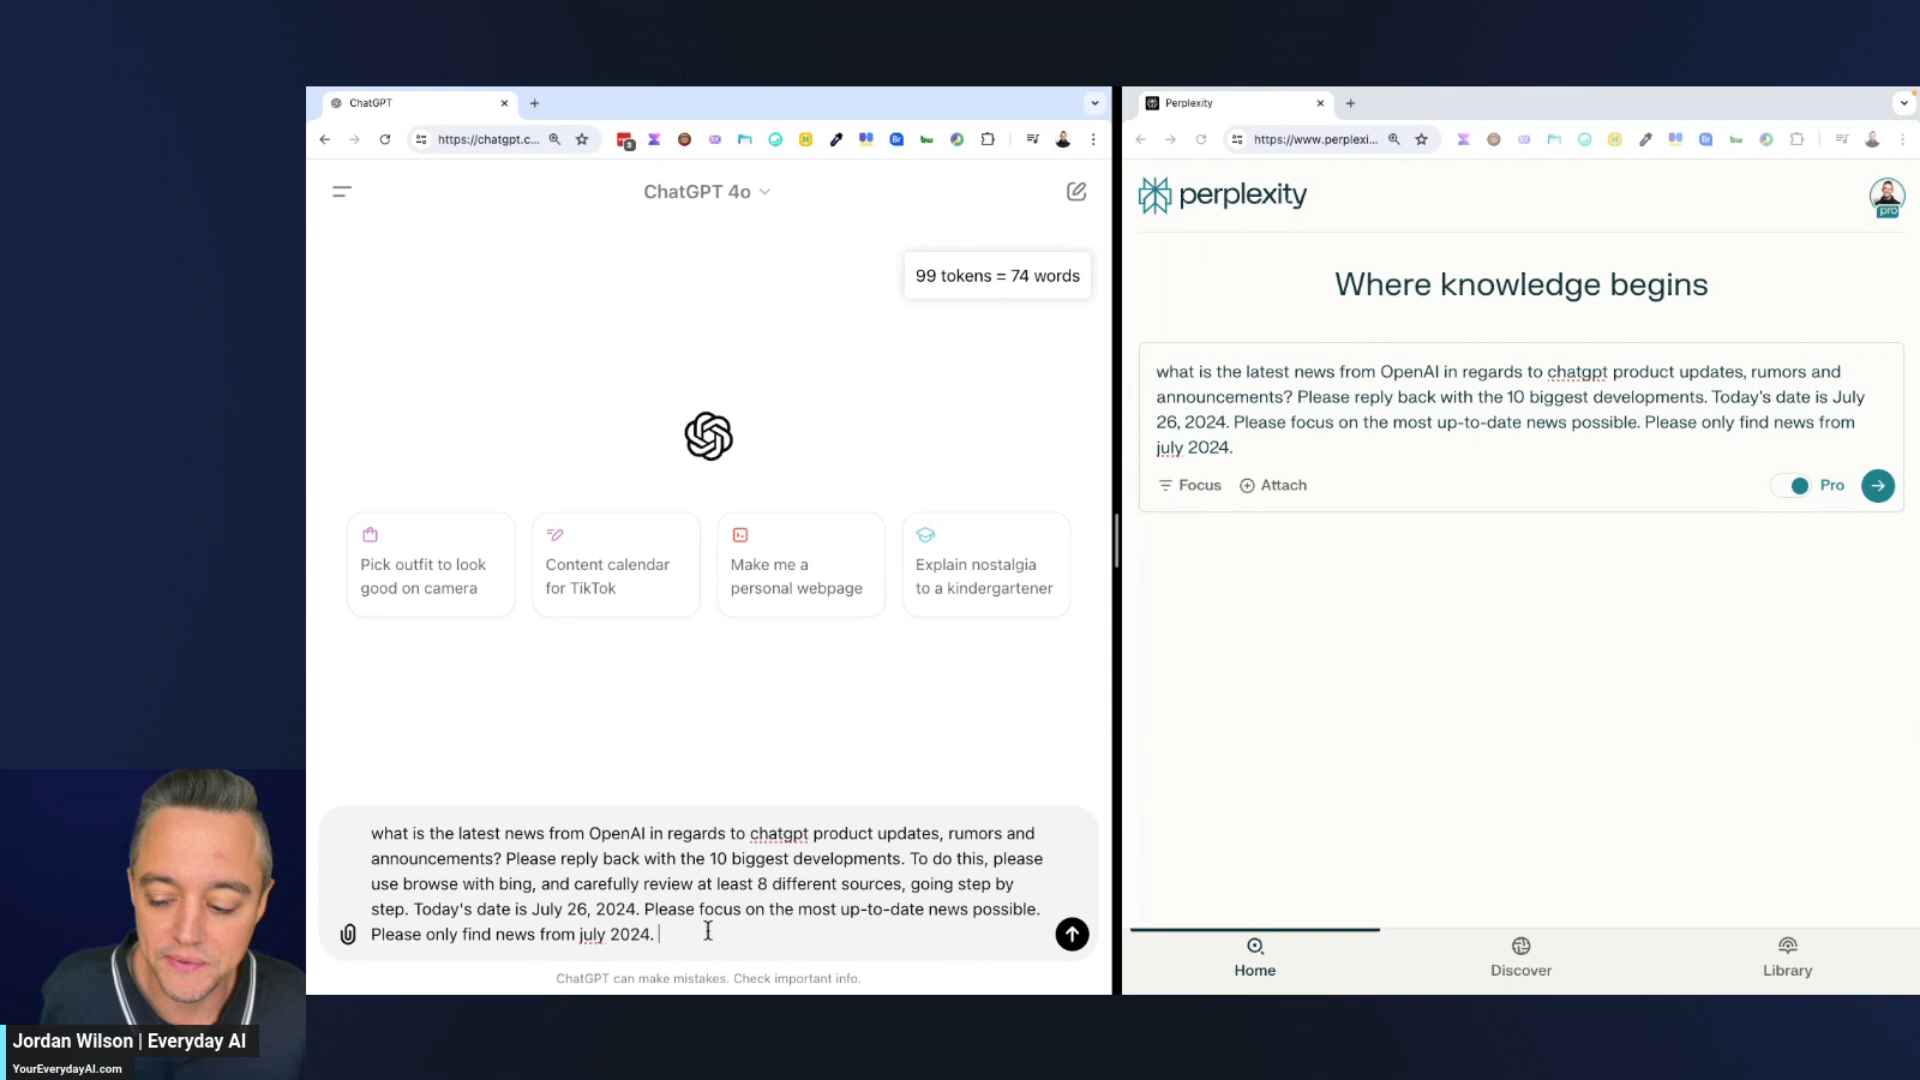 ChatGPT
https://chatgpt.c...
ChatGPT 4o
99 tokens = 74 words
Pick outfit to look
good on camera
Content calendar
for TikTok
Make me a
personal webpage
Explain nostalgia
to a kindergartener
what is the latest news from OpenAI in regards to chatgpt product updates, rumors and
announcements? Please reply back with the 10 biggest developments. To do this, please
use browse with bing, and carefully review at least 8 different sources, going step by
step. Today's date is July 26, 2024. Please focus on the most up-to-date news possible.
Please only find news from july 2024.
ChatGPT can make mistakes. Check important info.
Perplexity
https://www.perplexi...
perplexity
pro
Where knowledge begins
what is the latest news from OpenAI in regards to chatgpt product updates, rumors and
announcements? Please reply back with the 10 biggest developments. Today's date is July
26, 2024. Please focus on the most up-to-date news possible. Please only find news from
july 2024.
Focus
Attach
Pro
Home
Discover
Library
Jordan Wilson | Everyday AI
YourEverydayAI.com